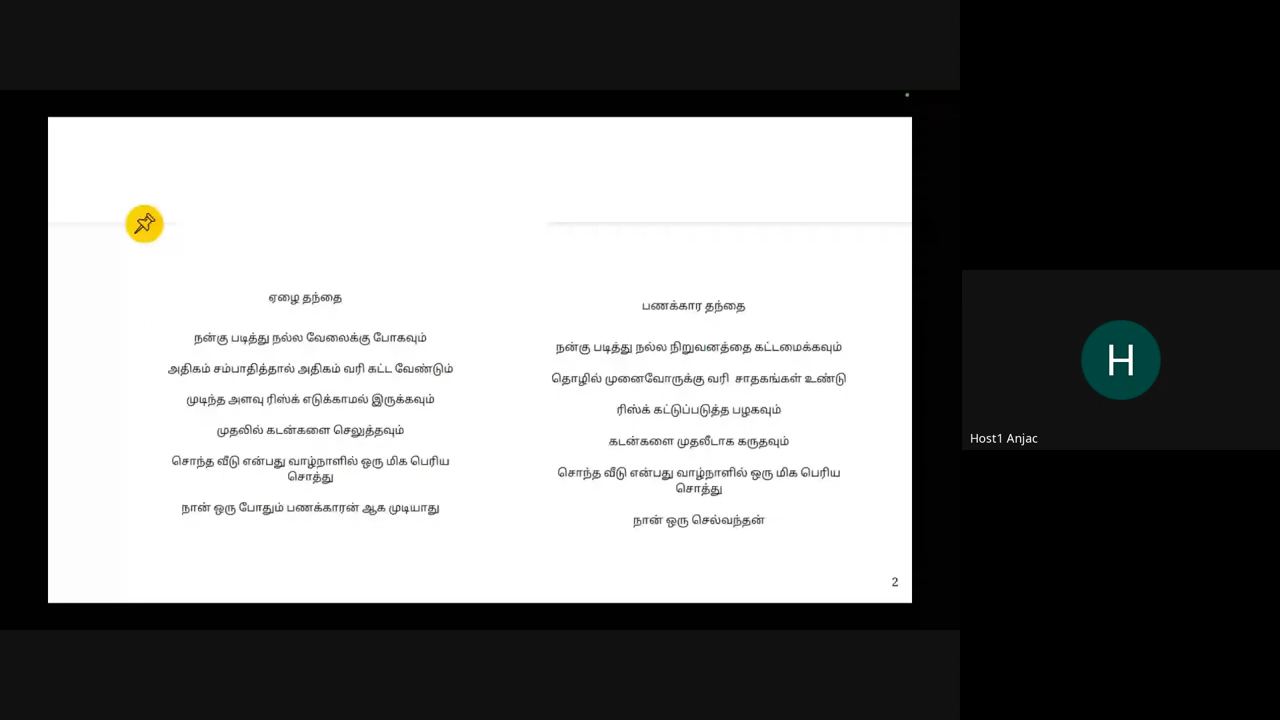 ஏழை தந்தை
நன்கு படித்து நல்ல வேலைக்கு போகவும்
அதிகம் சம்பாதித்தால் அதிகம் வரி கட்ட வேண்டும்
முடிந்த அளவு ரிஸ்க் எடுக்காமல் இருக்கவும்
முதலில் கடன்களை செலுத்தவும்
சொந்த வீடு என்பது வாழ்நாளில் ஒரு மிக பெரிய
சொத்து
நான் ஒரு போதும் பணக்காரன் ஆக முடியாது
பணக்கார தந்தை
நன்கு படித்து நல்ல நிறுவனத்தை கட்டமைக்கவும்
தொழில் முனைவோருக்கு வரி சாதகங்கள் உண்டு
ரிஸ்க் கட்டுப்படுத்த பழகவும்
கடன்களை முதலீடாக கருதவும்
சொந்த வீடு என்பது வாழ்நாளில் ஒரு மிக பெரிய
சொத்து
நான் ஒரு செல்வந்தன்
2
H
Host1 Anjac